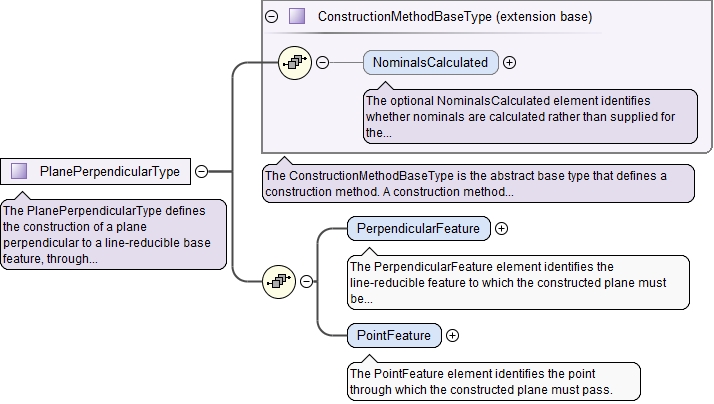 ConstructionMethodBaseType (extension base)
NominalsCalculated
The optional NominalsCalculated element identifies
whether nominals are calculated rather than supplied for
the...
PlanePerpendicularType
The ConstructionMethodBaseType is the abstract base type that defines a
construction method. A construction method...
The PlanePerpendicularType defines
the construction of a plane
perpendicular to a line-reducible base
feature, through...
PerpendicularFeature
The PerpendicularFeature element identifies the
line-reducible feature to which the constructed plane must
be...
PointFeature
The PointFeature element identifies the point
through which the constructed plane must pass.